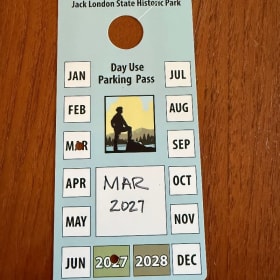 Jack London State Historic Park
Day Use
Parking Pass
JAN
FEB
MAR
APR
MAY
JUN
JUL
AUG
SEP
OCT
NOV
DEC
MAR
2027
2027
2028